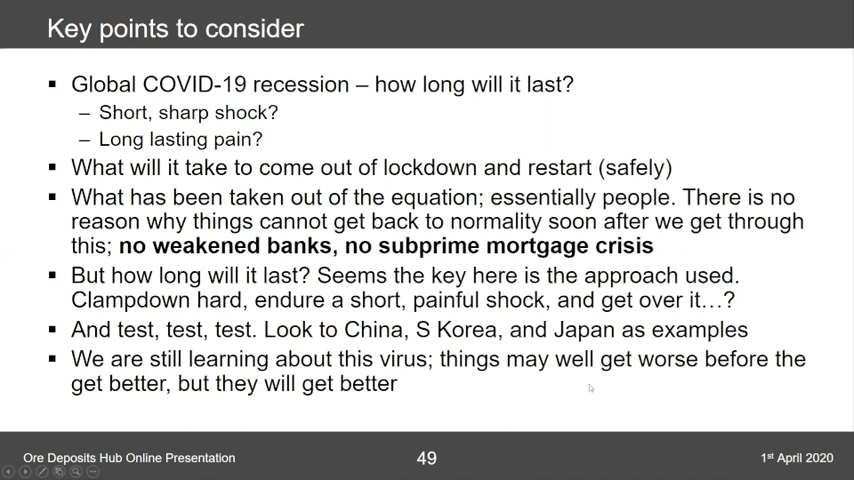 Key points to consider
▪ Global COVID-19 recession – how long will it last?
– Short, sharp shock?
– Long lasting pain?
▪ What will it take to come out of lockdown and restart (safely)
▪ What has been taken out of the equation; essentially people. There is no
reason why things cannot get back to normality soon after we get through
this; no weakened banks, no subprime mortgage crisis
▪ But how long will it last? Seems the key here is the approach used.
Clampdown hard, endure a short, painful shock, and get over it…?
▪ And test, test, test. Look to China, S Korea, and Japan as examples
▪ We are still learning about this virus; things may well get worse before the
get better, but they will get better
Ore Deposits Hub Online Presentation
49
1st April 2020